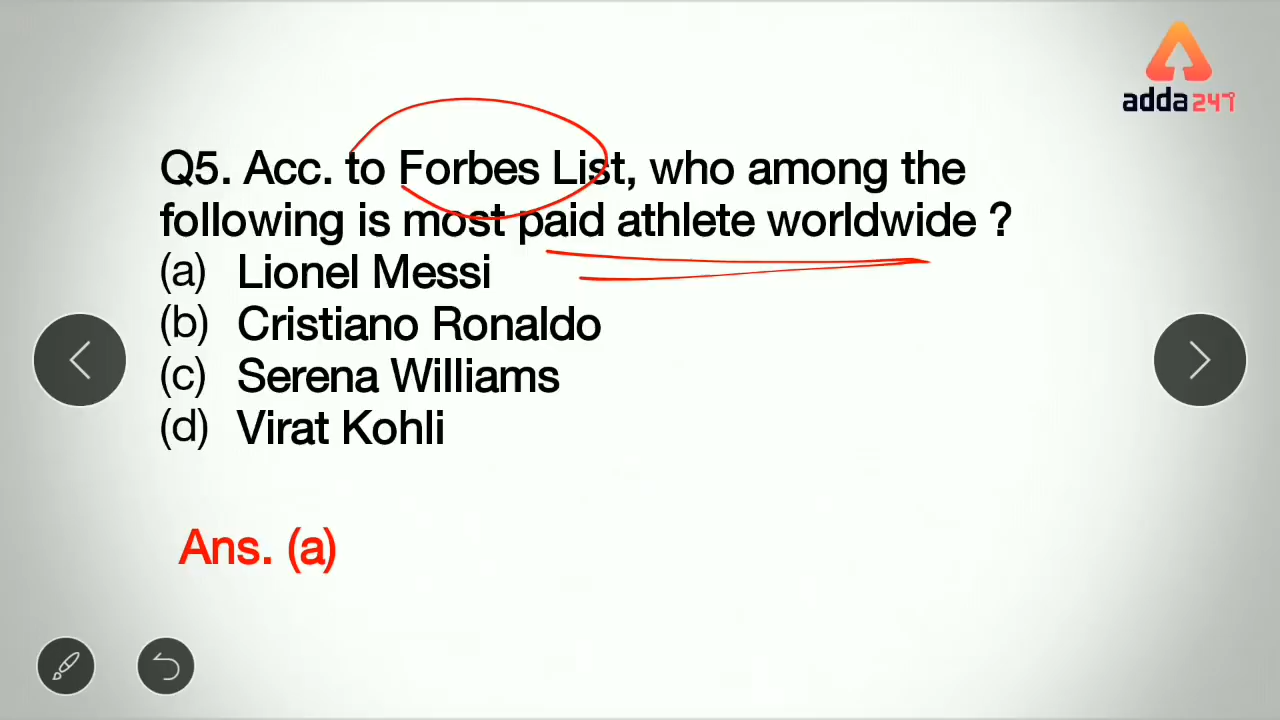 adda247
Q5. Acc. to Forbes List, who among the
following is most paid athlete worldwide ?
(a) Lionel Messi
(b) Cristiano Ronaldo
(c) Serena Williams
(d) Virat Kohli
Ans. (a)